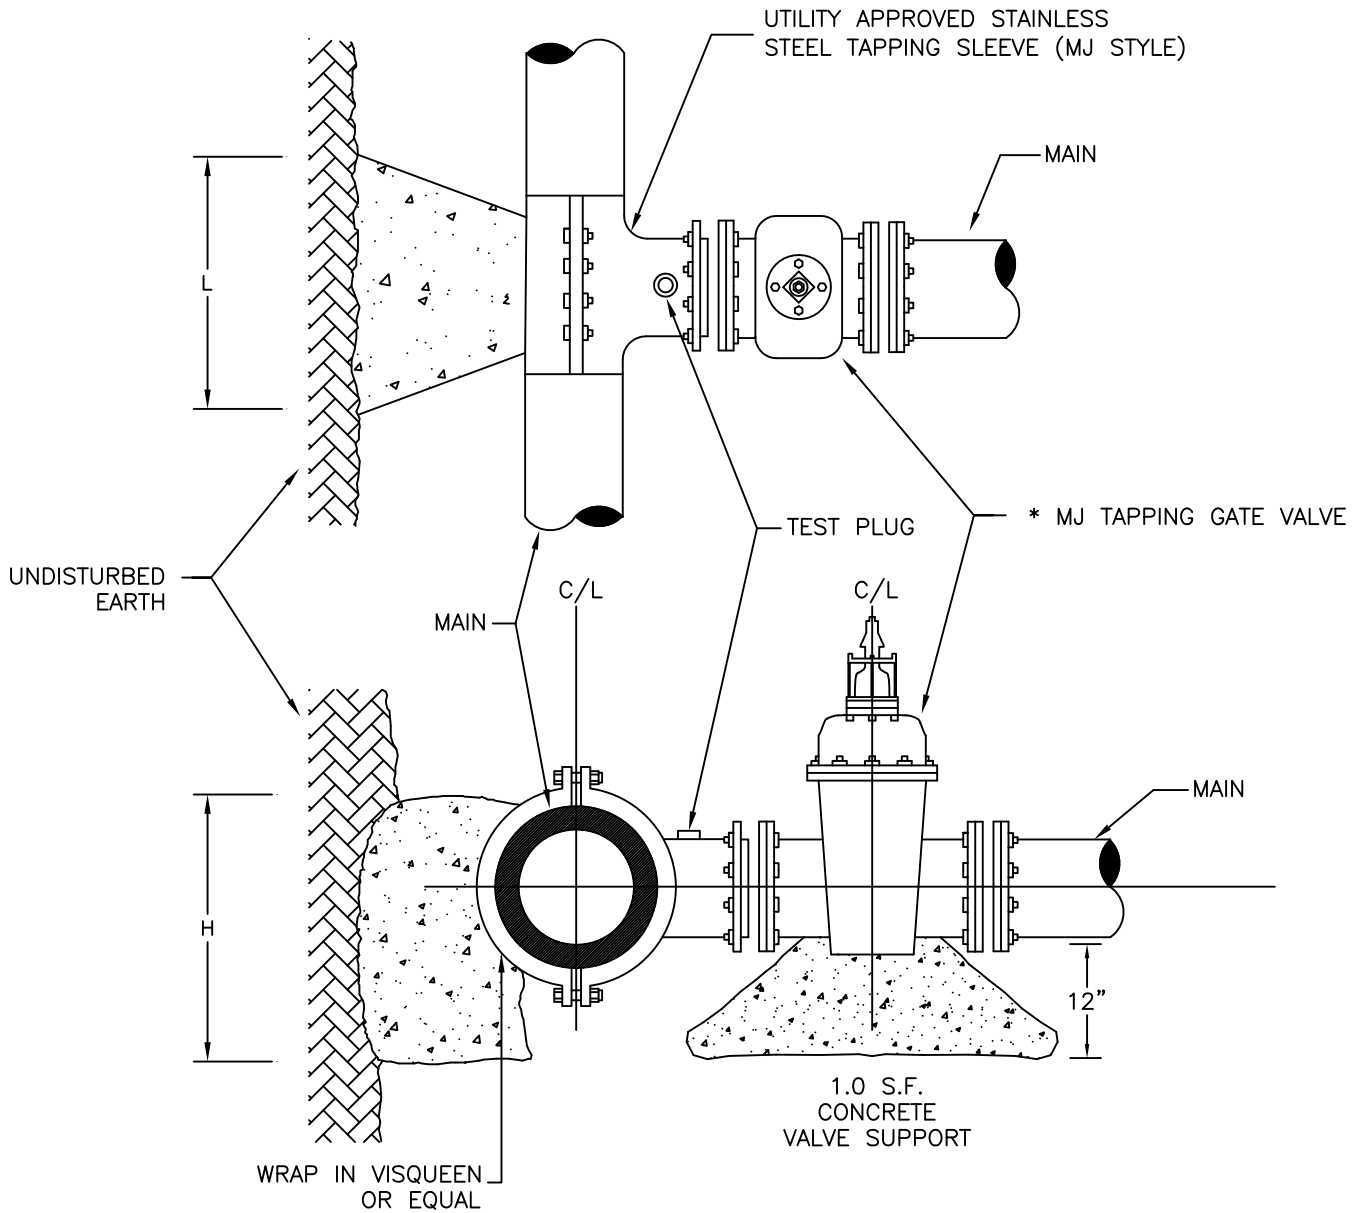 UTILITY APPROVED STAINLESS
STEEL TAPPING SLEEVE (MJ STYLE)
MAIN
L
* MJ TAPPING GATE VALVE
TEST PLUG
UNDISTURBED
EARTH
MAIN
C/L
C/L
MAIN
H
12"
1.0 S.F.
CONCRETE
VALVE SUPPORT
WRAP IN VISQUEEN
OR EQUAL